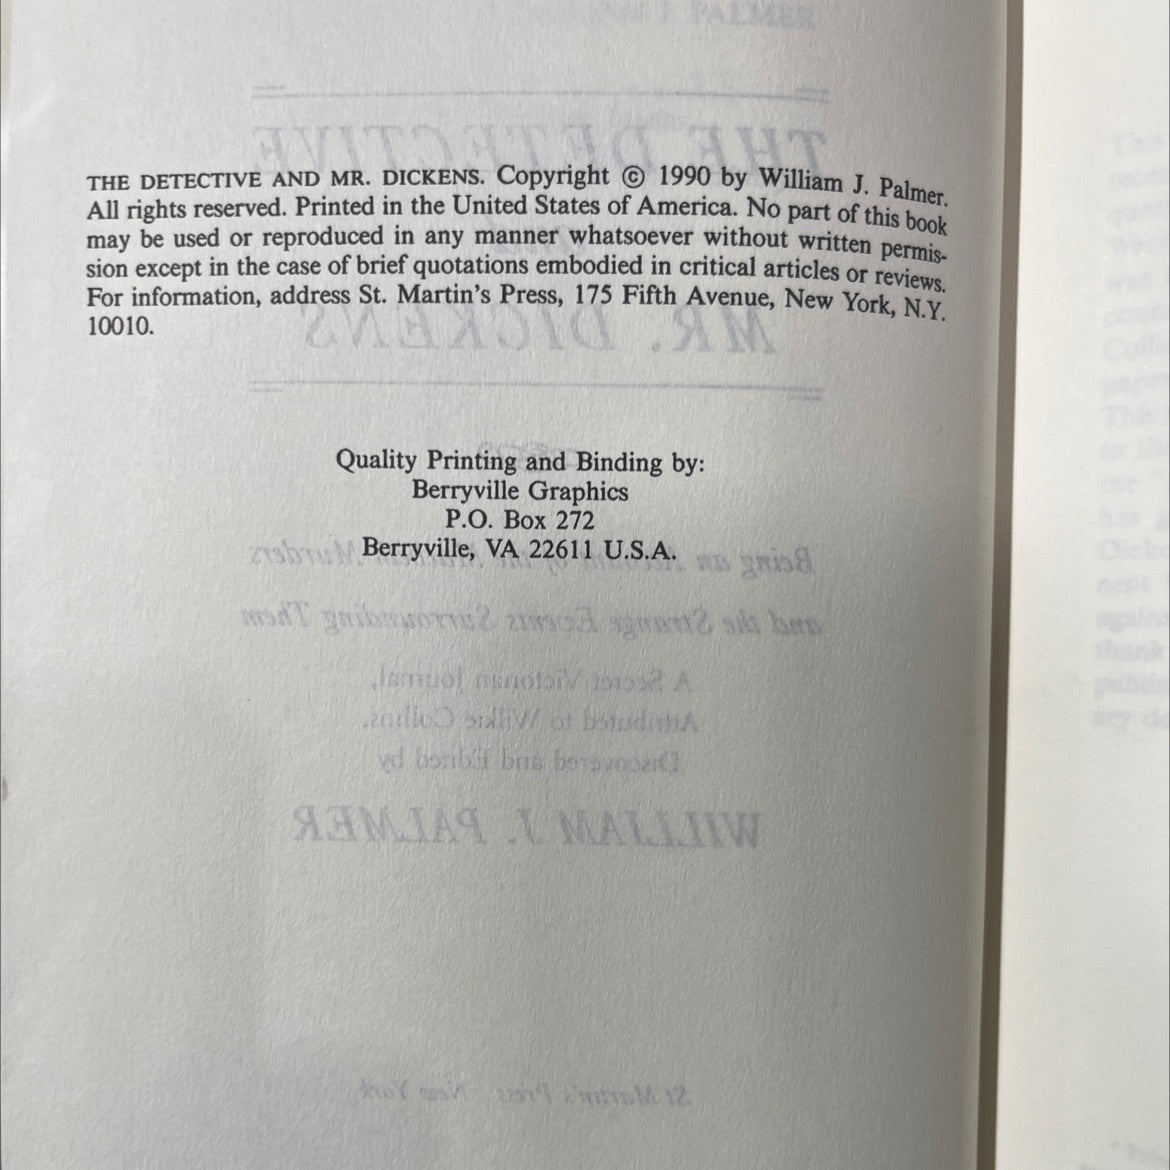 THE DETECTIVE AND MR. DICKENS. Copyright © 1990 by William J. Palmer.
All rights reserved. Printed in the United States of America. No part of this book
may be used or reproduced in any manner whatsoever without written permis-
sion except in the case of brief quotations embodied in critical articles or reviews.
For information, address St. Martin's Press, 175 Fifth Avenue, New York, N.Y.
10010.
Quality Printing and Binding by:
Berryville Graphics
P.O. Box 272
Berryville, VA 22611 U.S.A.